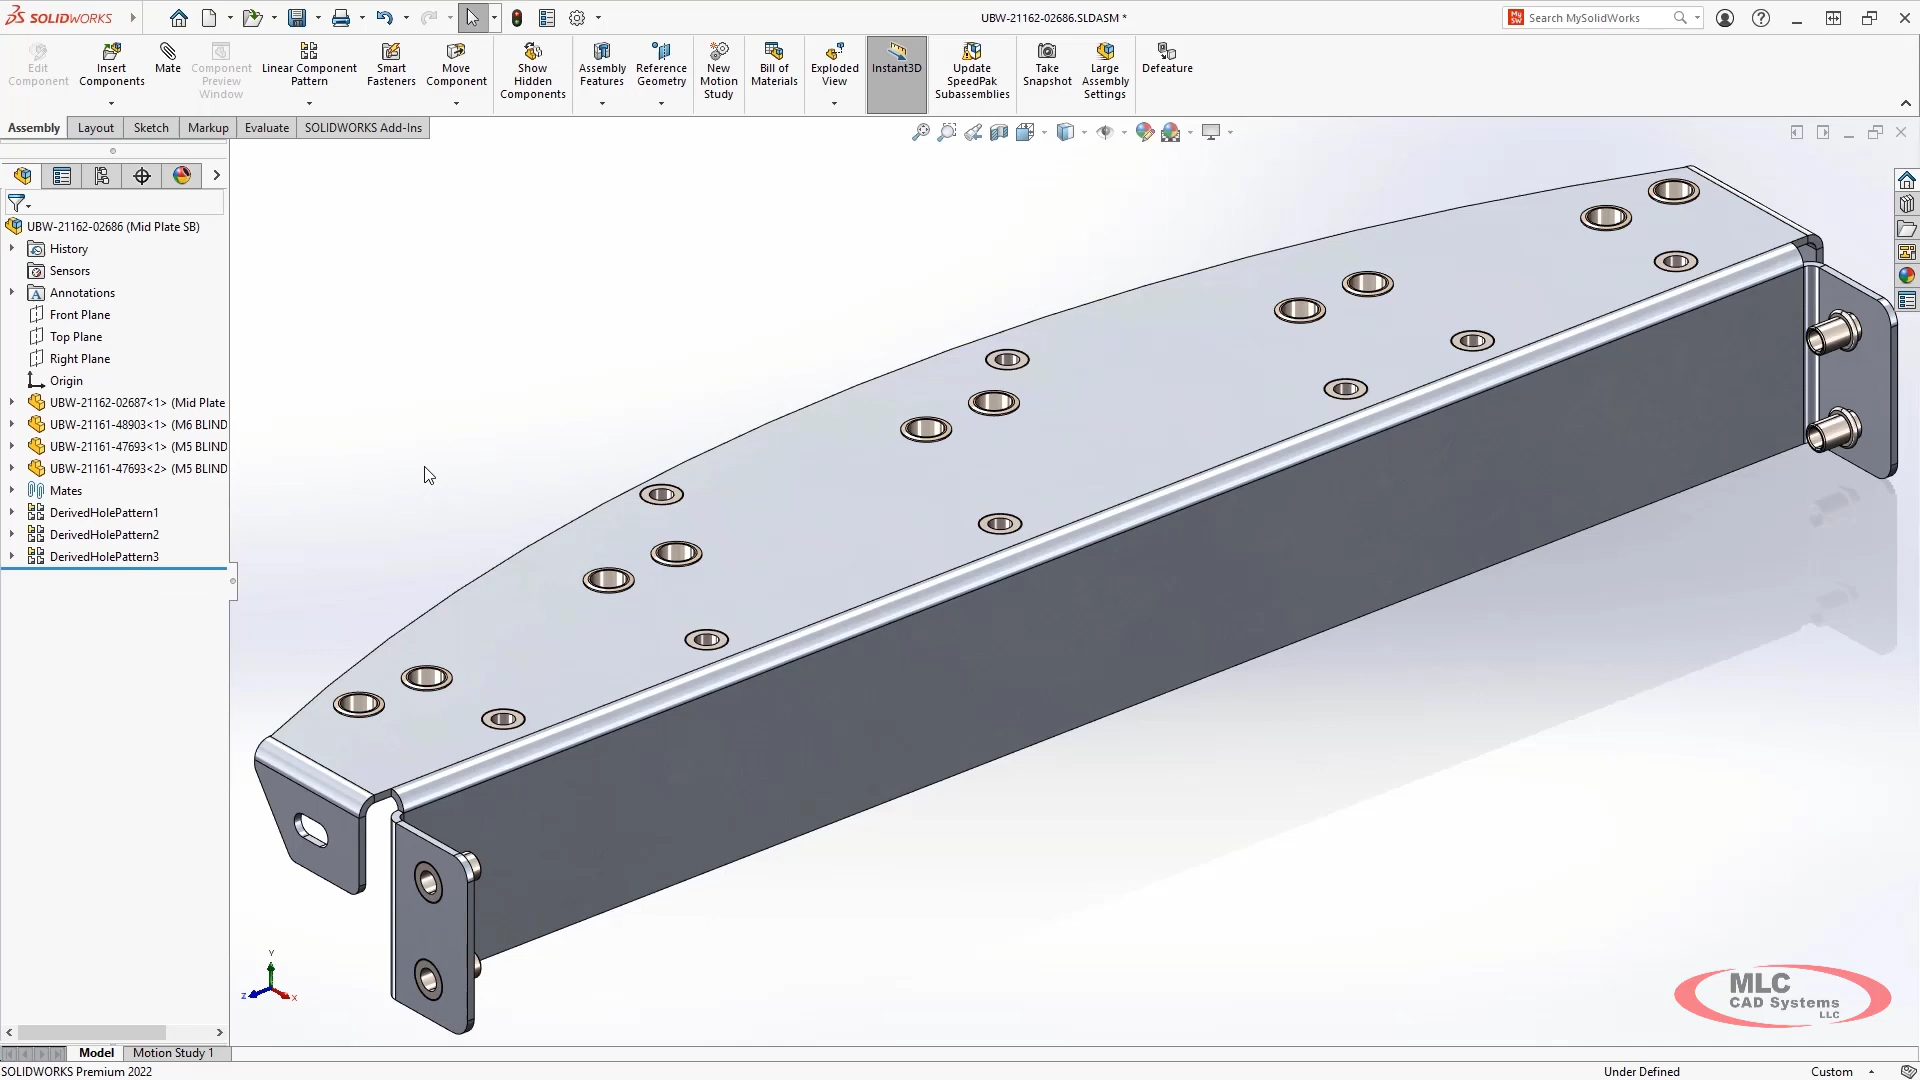 SOLIDWORKS
UBW-21162-02686.SLDASM *
Search MySolidWorks
Edit Component
Insert Components
Mate
Component Preview Window
Linear Component Pattern
Smart Fasteners
Move Component
Show Hidden Components
Assembly Features
Reference Geometry
New Motion Study
Bill of Materials
Exploded View
Instant3D
Update SpeedPak Subassemblies
Take Snapshot
Large Assembly Settings
Defeature
Assembly
Layout
Sketch
Markup
Evaluate
SOLIDWORKS Add-Ins
UBW-21162-02686 (Mid Plate SB)
History
Sensors
Annotations
Front Plane
Top Plane
Right Plane
Origin
UBW-21162-02687<1> (Mid Plate
UBW-21161-48903<1> (M6 BLIND
UBW-21161-47693<1> (M5 BLIND
UBW-21161-47693<2> (M5 BLIND
Mates
DerivedHolePattern1
DerivedHolePattern2
DerivedHolePattern3
Y
Z
X
MLC
CAD Systems
LLC
Model
Motion Study 1
SOLIDWORKS Premium 2022
Under Defined
Custom